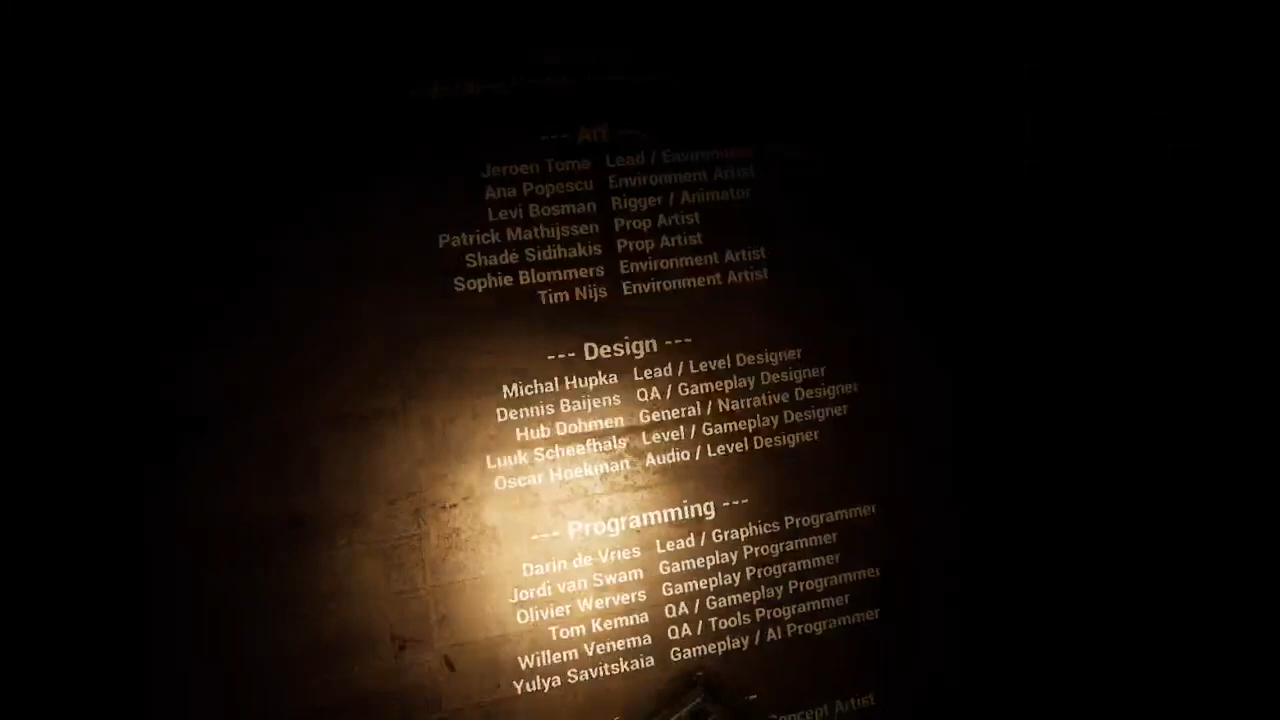 --- Art ---
Jeroen Toma Lead / Environment
Ana Popescu Environment Artist
Levi Bosman Rigger / Animator
Patrick Mathijssen Prop Artist
Shadé Sidihakis Prop Artist
Sophie Blommers Environment Artist
Tim Nijs Environment Artist
--- Design ---
Michal Hupka Lead / Level Designer
Dennis Baijens QA / Gameplay Designer
Hub Dohmen General / Narrative Designer
Luuk Scheefhals Level / Gameplay Designer
Oscar Hoekman Audio / Level Designer
--- Programming ---
Darin de Vries Lead / Graphics Programmer
Jordi van Swam Gameplay Programmer
Olivier Wervers Gameplay Programmer
Tom Kemna QA / Gameplay Programmer
Willem Venema QA / Tools Programmer
Yulya Savitskaia Gameplay / AI Programmer
Concept Artist